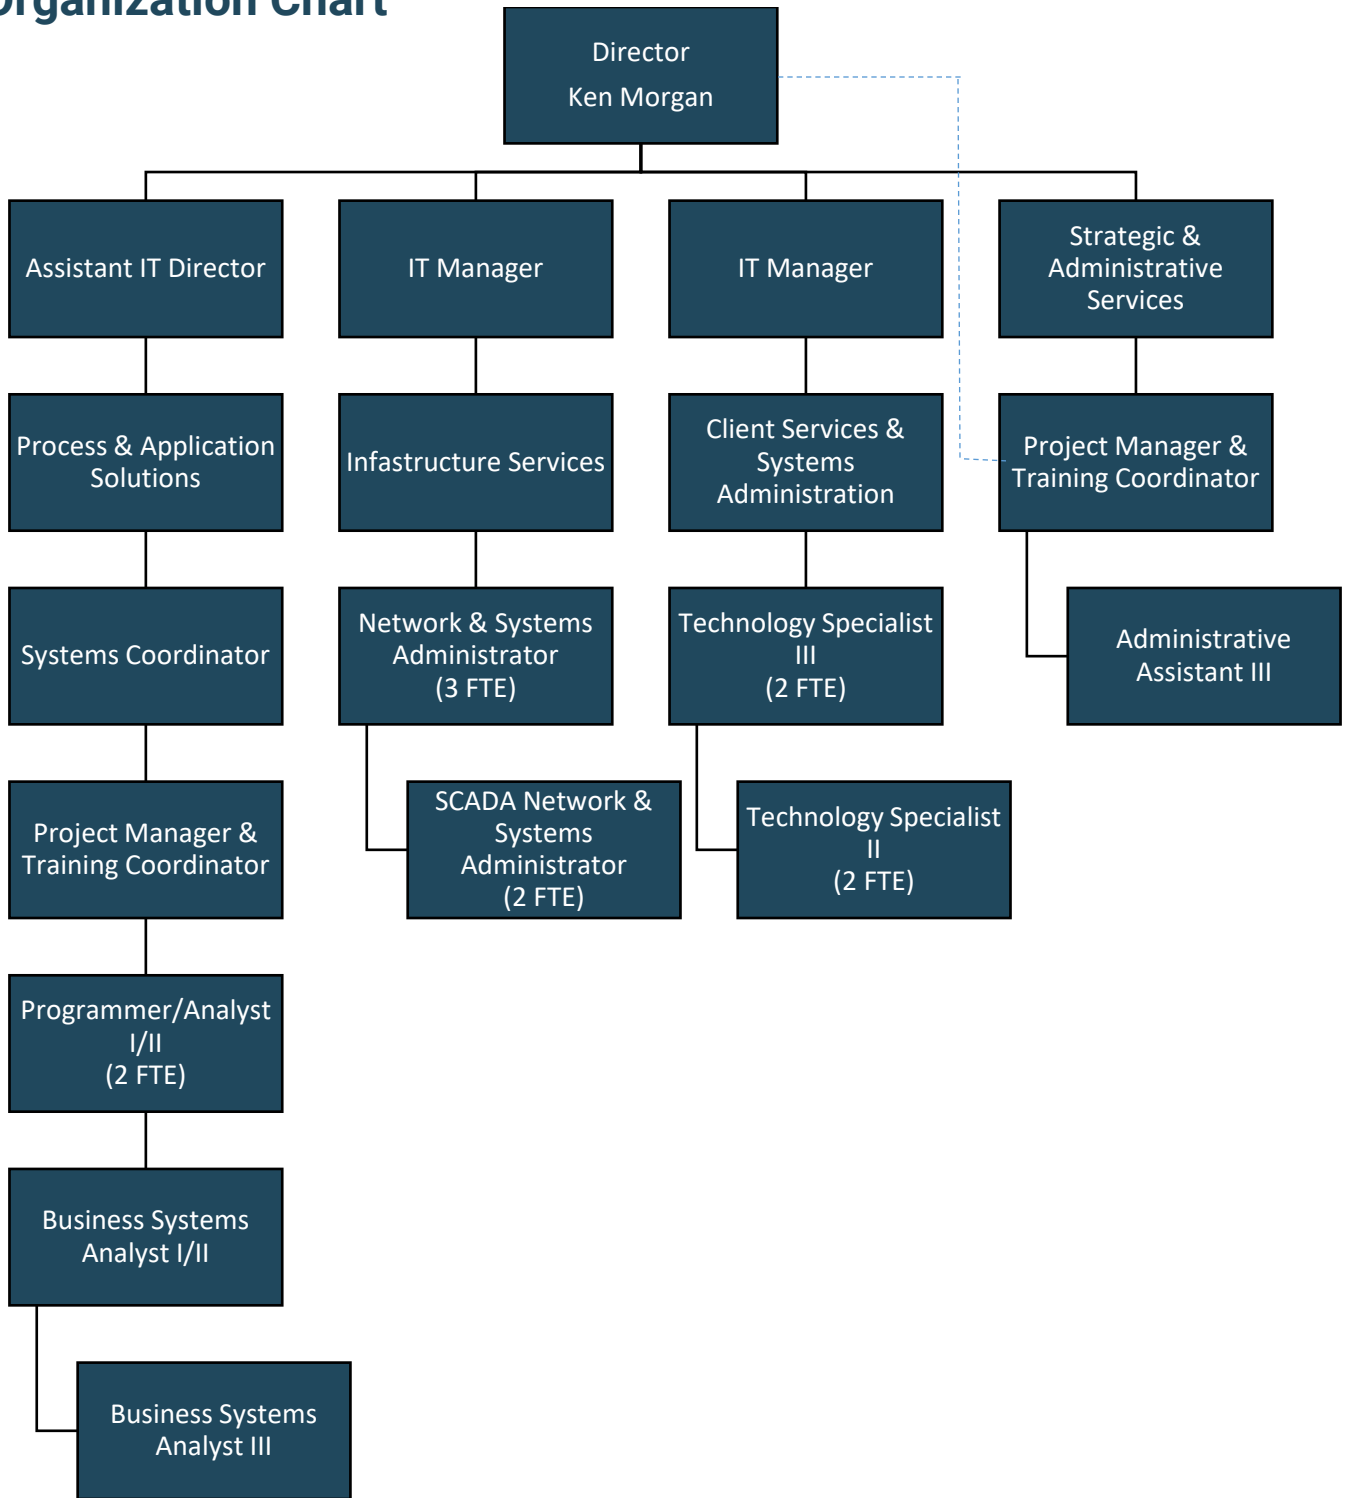 Organization Chart
Director
Ken Morgan
Assistant IT Director
IT Manager
IT Manager
Strategic &
Administrative
Services
Process & Application
Solutions
Infastructure Services
Client Services &
Systems
Administration
Project Manager &
Training Coordinator
Systems Coordinator
Network & Systems
Administrator
(3 FTE)
Technology Specialist
III
(2 FTE)
Administrative
Assistant III
Project Manager &
Training Coordinator
SCADA Network &
Systems
Administrator
(2 FTE)
Technology Specialist
II
(2 FTE)
Programmer/Analyst
I/II
(2 FTE)
Business Systems
Analyst I/II
Business Systems
Analyst III